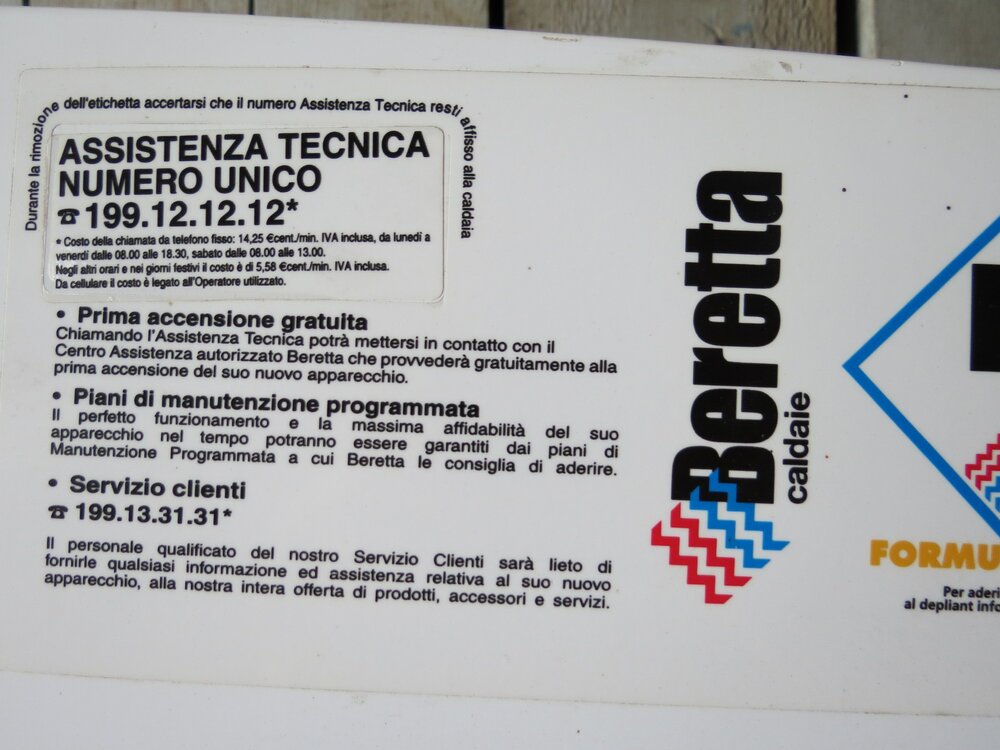 Durante la rimozione dell'etichetta accertarsi che il numero Assistenza Tecnica resti affisso alla caldaia
ASSISTENZA TECNICA
NUMERO UNICO
☎ 199.12.12.12*
* Costo della chiamata da telefono fisso: 14,25 €cent./min. IVA inclusa, da lunedì a
venerdì dalle 08.00 alle 18.30, sabato dalle 08.00 alle 13.00.
Negli altri orari e nei giorni festivi il costo è di 5,58 €cent./min. IVA inclusa.
Da cellulare il costo è legato all'Operatore utilizzato.
• Prima accensione gratuita
Chiamando l'Assistenza Tecnica potrà mettersi in contatto con il
Centro Assistenza autorizzato Beretta che provvederà gratuitamente alla
prima accensione del suo nuovo apparecchio.
• Piani di manutenzione programmata
Il perfetto funzionamento e la massima affidabilità del suo
apparecchio nel tempo potranno essere garantiti dai piani di
Manutenzione Programmata a cui Beretta le consiglia di aderire.
• Servizio clienti
☎ 199.13.31.31*
Il personale qualificato del nostro Servizio Clienti sarà lieto di
fornirle qualsiasi informazione ed assistenza relativa al suo nuovo
apparecchio, alla nostra intera offerta di prodotti, accessori e servizi.
Beretta
caldaie
FORMU
Per aderi
al depliant info